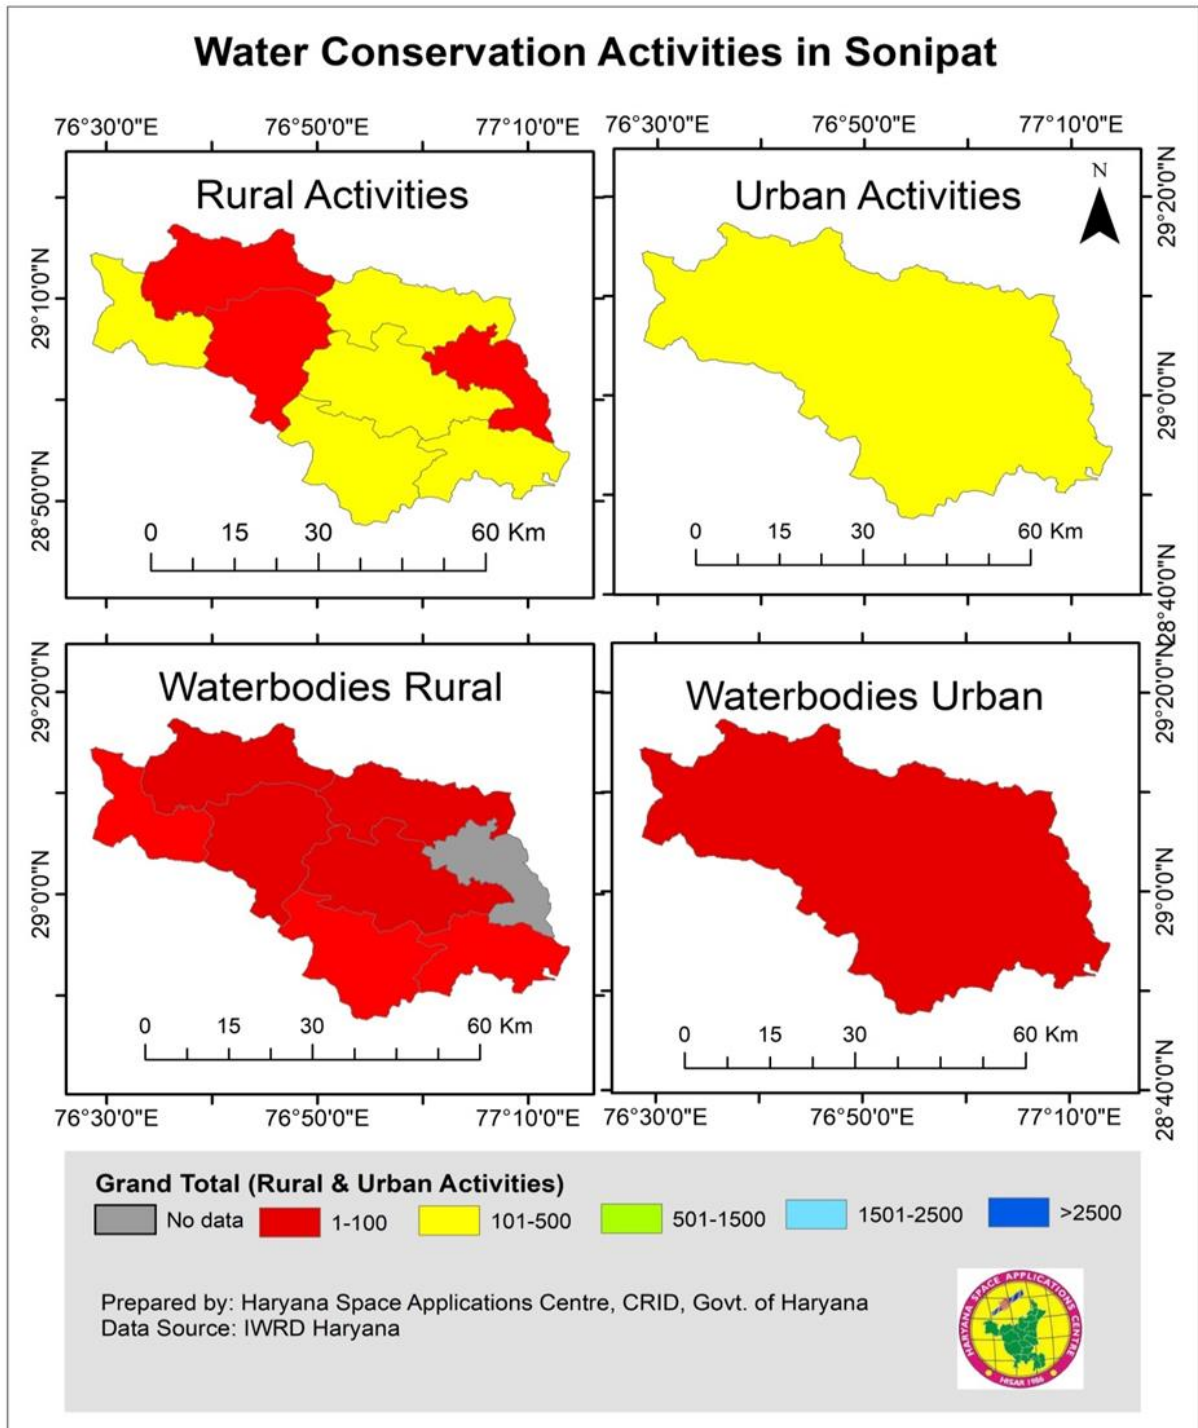 Water Conservation Activities in Sonipat
76°30'0"E 76°50'0"E 77°10'0"E 76°30'0"E 76°50'0"E 77°10'0"E
Rural Activities
29°10'0"N
28°50'0"N
0 15 30 60 Km
Urban Activities
N
29°20'0"N
29°0'0"N
28°40'0"N
0 15 30 60 Km
Waterbodies Rural
29°20'0"N
29°0'0"N
0 15 30 60 Km
76°30'0"E 76°50'0"E 77°10'0"E
Waterbodies Urban
29°20'0"N
29°0'0"N
28°40'0"N
0 15 30 60 Km
76°30'0"E 76°50'0"E 77°10'0"E
Grand Total (Rural & Urban Activities)
No data 1-100 101-500 501-1500 1501-2500 >2500
Prepared by: Haryana Space Applications Centre, CRID, Govt. of Haryana
Data Source: IWRD Haryana
HARYANA SPACE APPLICATIONS CENTRE
HISAR 1986